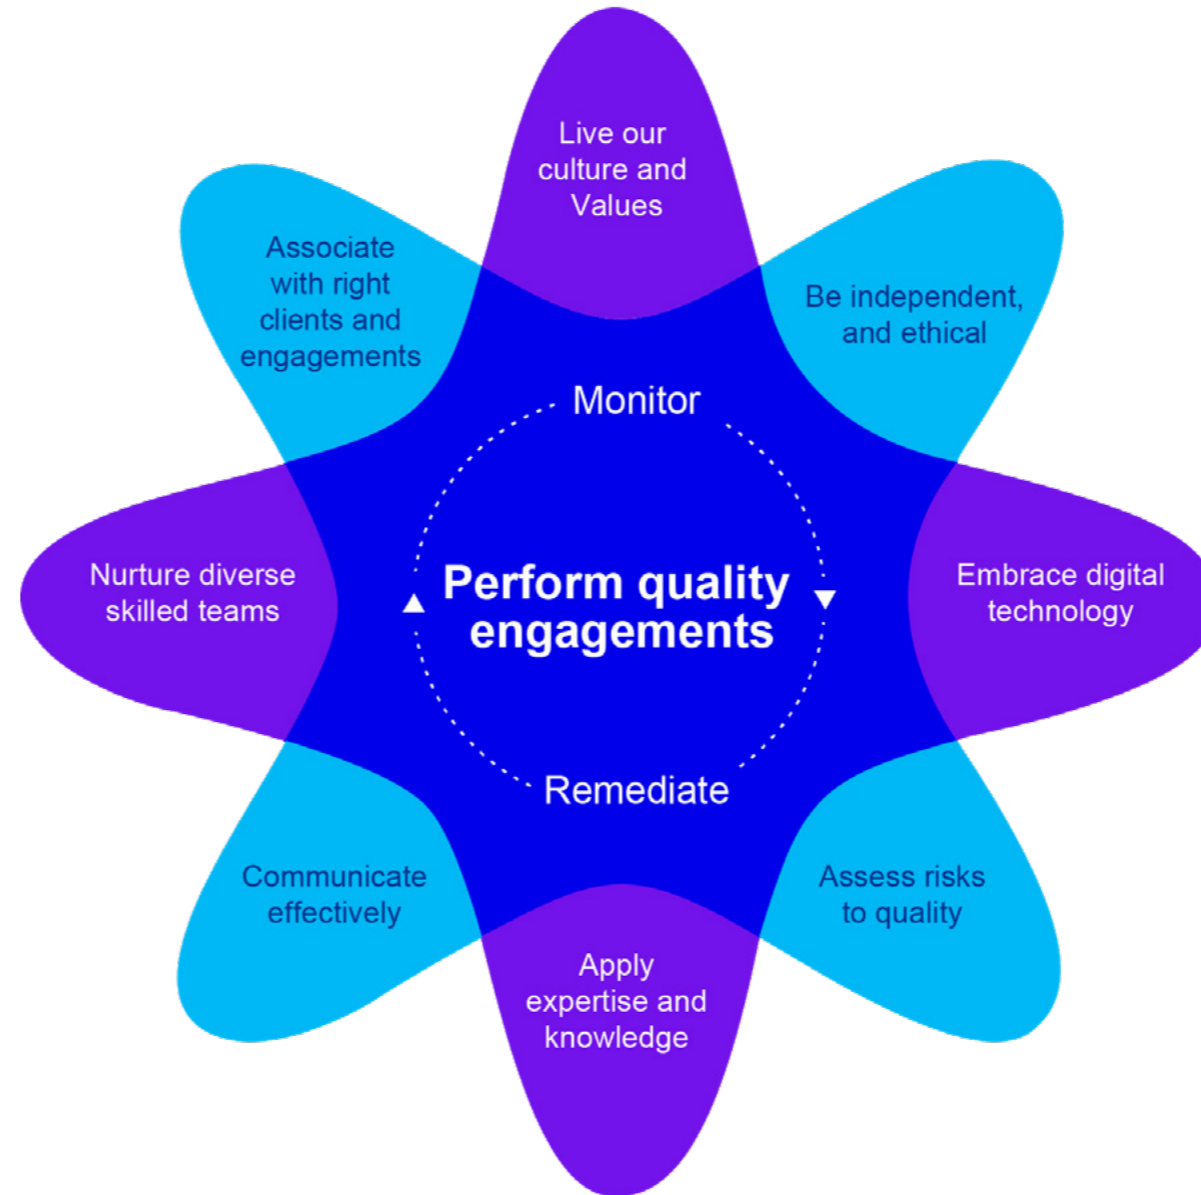 Live our
culture and
Values
Associate
with right
clients and
engagements
Be independent,
and ethical
Monitor
Nurture diverse
skilled teams
Perform quality
engagements
Embrace digital
technology
Remediate
Communicate
effectively
Assess risks
to quality
Apply
expertise and
knowledge